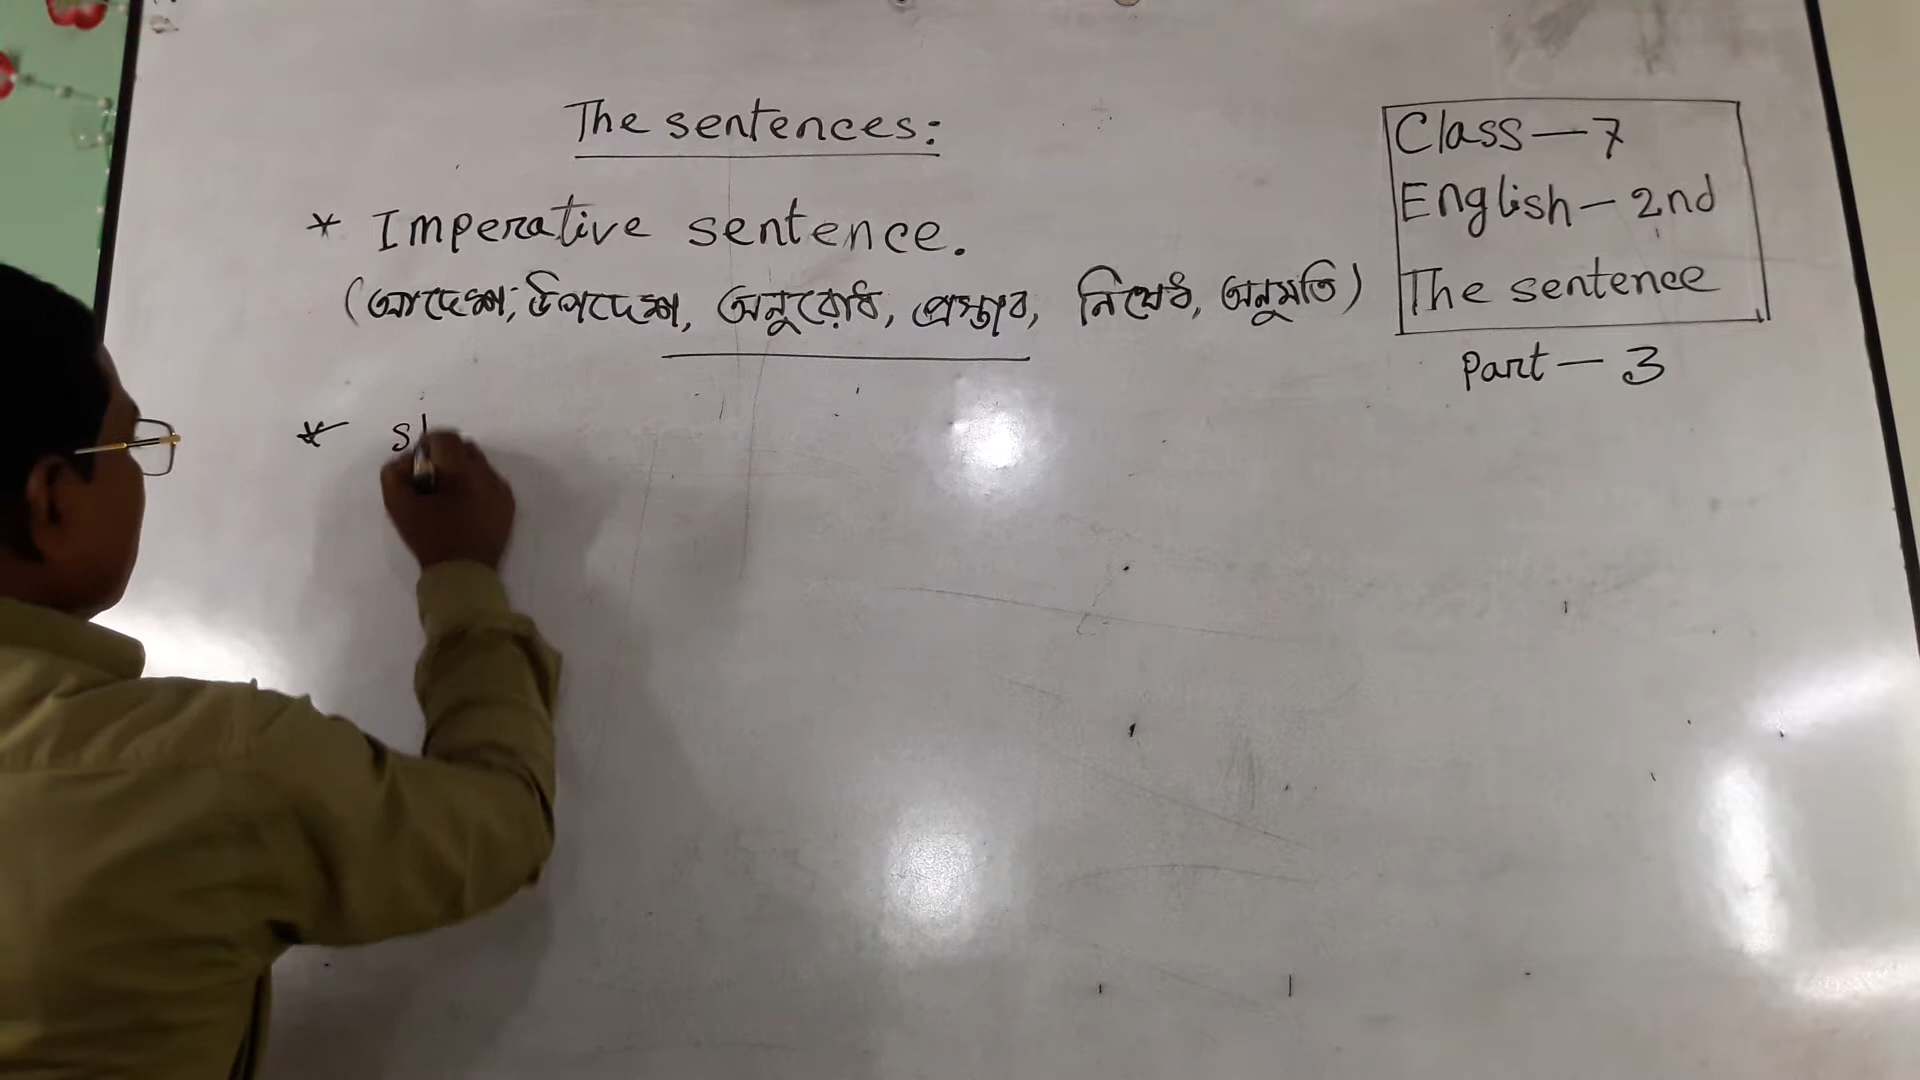 The sentences:
* Imperative sentence.
(আদেশ, উপদেশ, অনুরোধ, প্রস্তাব, নিষেধ, অনুমতি)
*
Class — 7
English — 2nd
The sentence
Part — 3